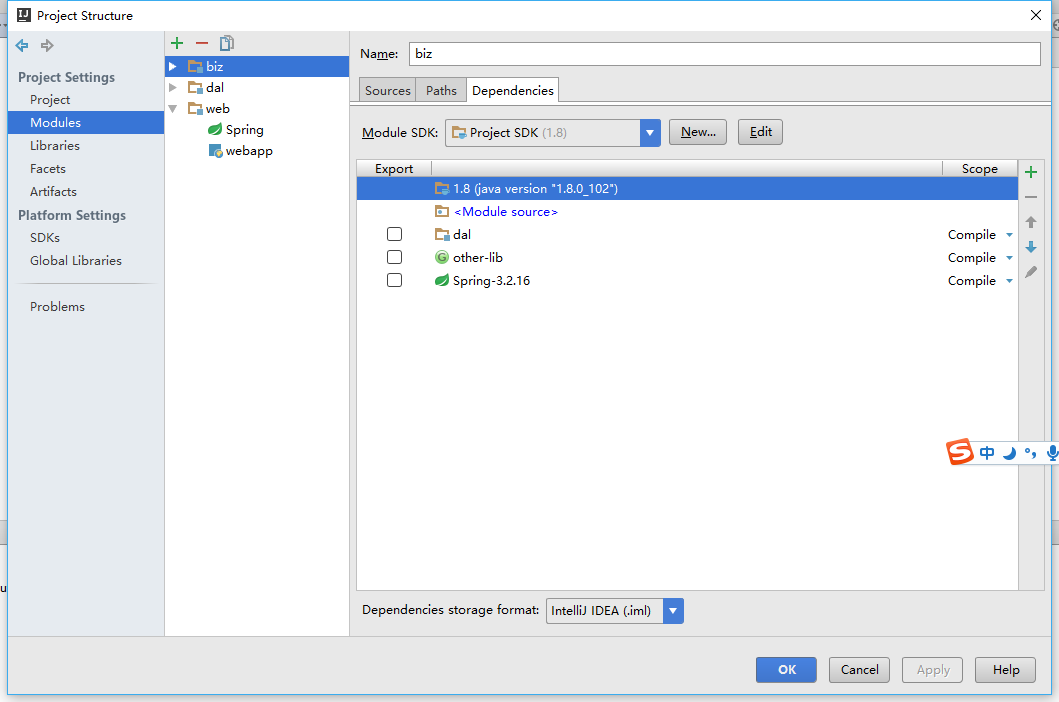 Project Structure
Project Settings
Project
Modules
Libraries
Facets
Artifacts
Platform Settings
SDKs
Global Libraries
Problems
biz
dal
web
Spring
webapp
Name: biz
Sources Paths Dependencies
Module SDK: Project SDK (1.8) New... Edit
Export Scope
1.8 (java version "1.8.0_102")
<Module source>
dal Compile
other-lib Compile
Spring-3.2.16 Compile
中
Dependencies storage format: IntelliJ IDEA (.iml)
OK Cancel Apply Help